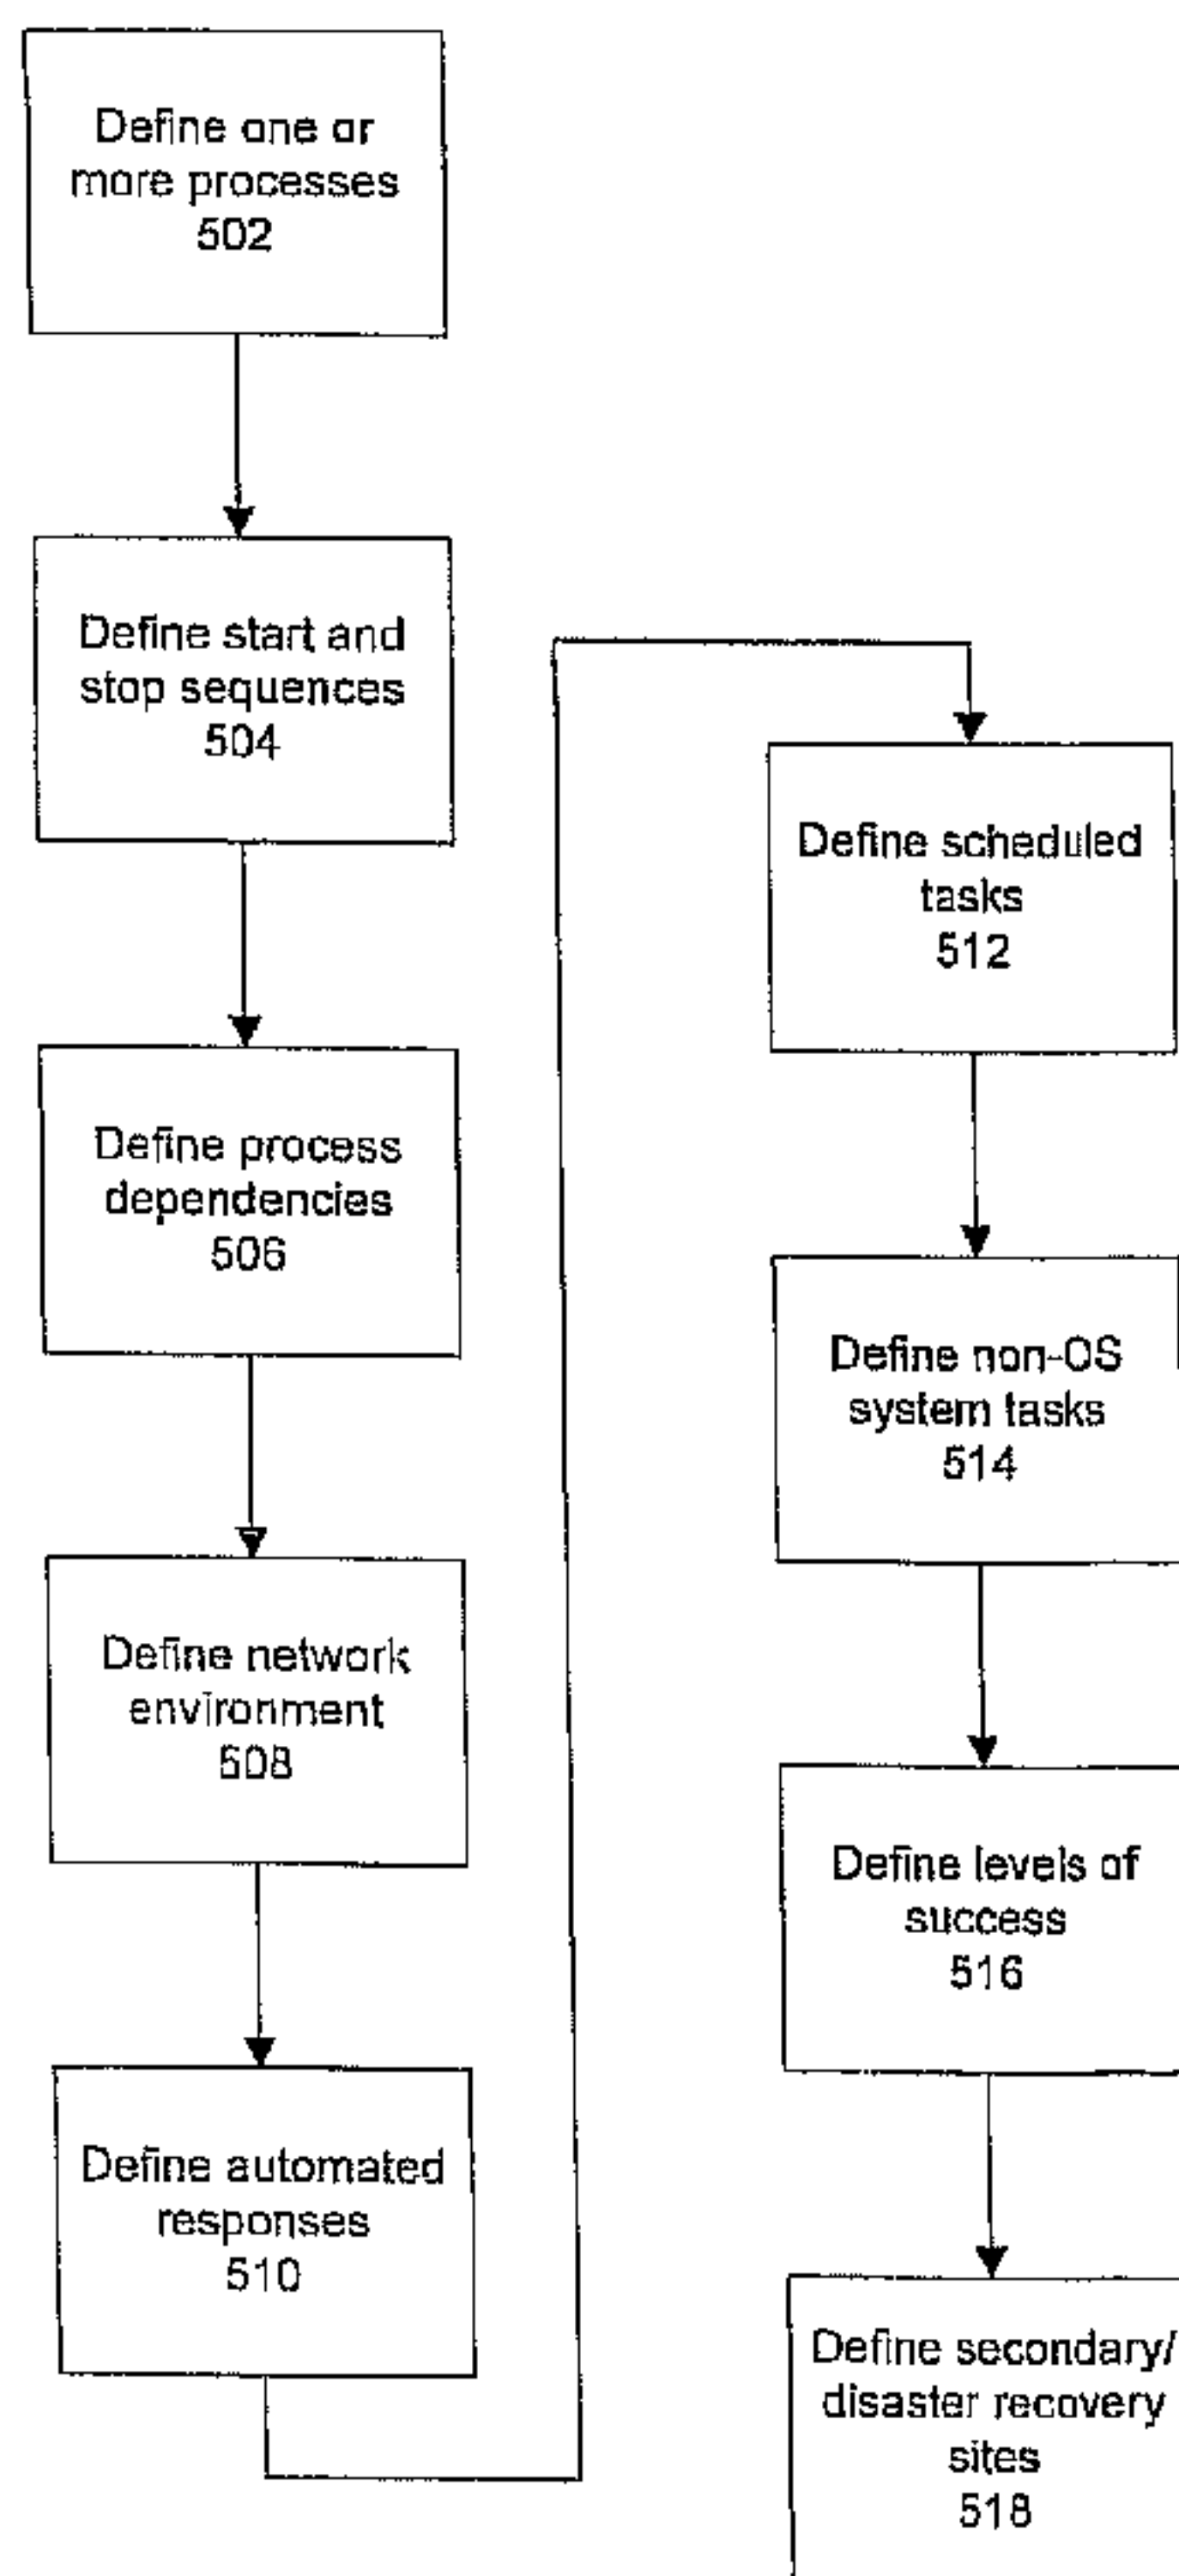 Define one or
more processes
502
Define start and
stop sequences
504
Define process
dependencies
506
Define network
environment
508
Define automated
responses
510
Define scheduled
tasks
512
Define non-OS
system tasks
514
Define levels of
success
516
Define secondary/
disaster recovery
sites
518